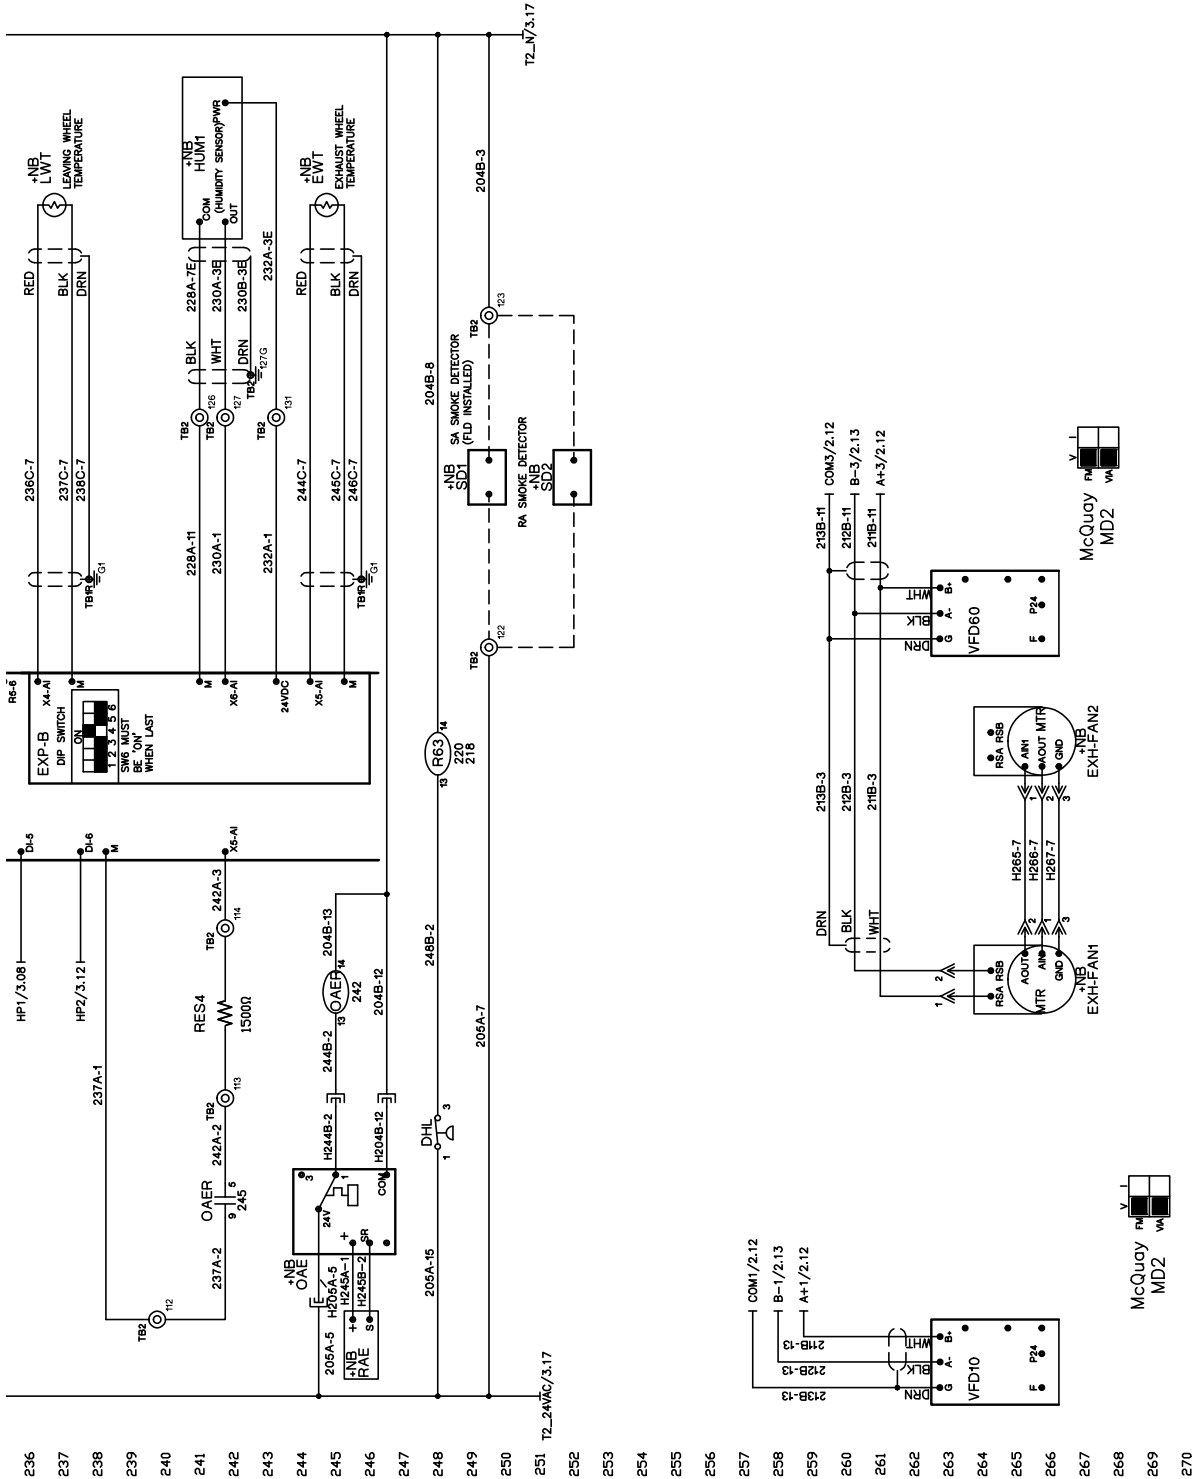 236
237
238
239
240
241
242
243
244
245
246
247
248
249
250
251
252
253
254
255
256
257
258
259
260
261
262
263
264
265
266
267
268
269
270
T2_24VAC/3.17
T2_N/3.17
HP1/3.08
DI-5
HP2/3.12
DI-6
M
237A-1
R5-6
EXP-B
DIP SWITCH
ON
1 2 3 4 5 6
SW6 MUST
BE 'ON'
WHEN LAST
X4-AI
M
236C-7
237C-7
238C-7
TB1R
G1
RED
BLK
DRN
+NB
LWT
LEAVING WHEEL
TEMPERATURE
TB2
112
237A-2
OAER
9
5
245
242A-2
TB2
113
RES4
1500Ω
TB2
114
242A-3
X5-AI
M
X6-AI
24VDC
228A-11
230A-1
232A-1
TB2
126
TB2
127
TB2
131
BLK
WHT
DRN
TB2
127G
228A-7E
230A-3E
230B-3E
232A-3E
COM
OUT
PWR
+NB
HUM1
(HUMIDITY SENSOR)
X5-AI
M
244C-7
245C-7
246C-7
TB1R
G1
RED
BLK
DRN
+NB
EWT
EXHAUST WHEEL
TEMPERATURE
205A-5
H205A-5
+NB
OAE
24V
3
1
COM
+
SR
H245A-1
H245B-2
+
S
+NB
RAE
H244B-2
244B-2
13
OAER
14
242
204B-13
H204B-12
204B-12
205A-15
DHL
1
3
248B-2
13
R63
14
220
218
204B-8
205A-7
TB2
122
+NB
SD1
SA SMOKE DETECTOR
(FLD INSTALLED)
+NB
SD2
RA SMOKE DETECTOR
TB2
123
204B-3
COM1/2.12
B-1/2.13
A+1/2.12
213B-13
212B-13
211B-13
DRN
BLK
WHT
G
A-
B+
VFD10
F
P24
McQuay
MD2
V
I
FM
VIA
DRN
BLK
WHT
213B-3
212B-3
211B-3
1
2
RSA
RSB
AOUT
AIN
GND
MTR
+NB
EXH-FAN1
2
1
3
H265-7
H266-7
H267-7
1
2
3
RSA
RSB
AIN1
AOUT
GND
MTR
+NB
EXH-FAN2
DRN
BLK
WHT
G
A-
B+
VFD60
F
P24
213B-11
212B-11
211B-11
COM3/2.12
B-3/2.13
A+3/2.12
McQuay
MD2
V
I
FM
VIA